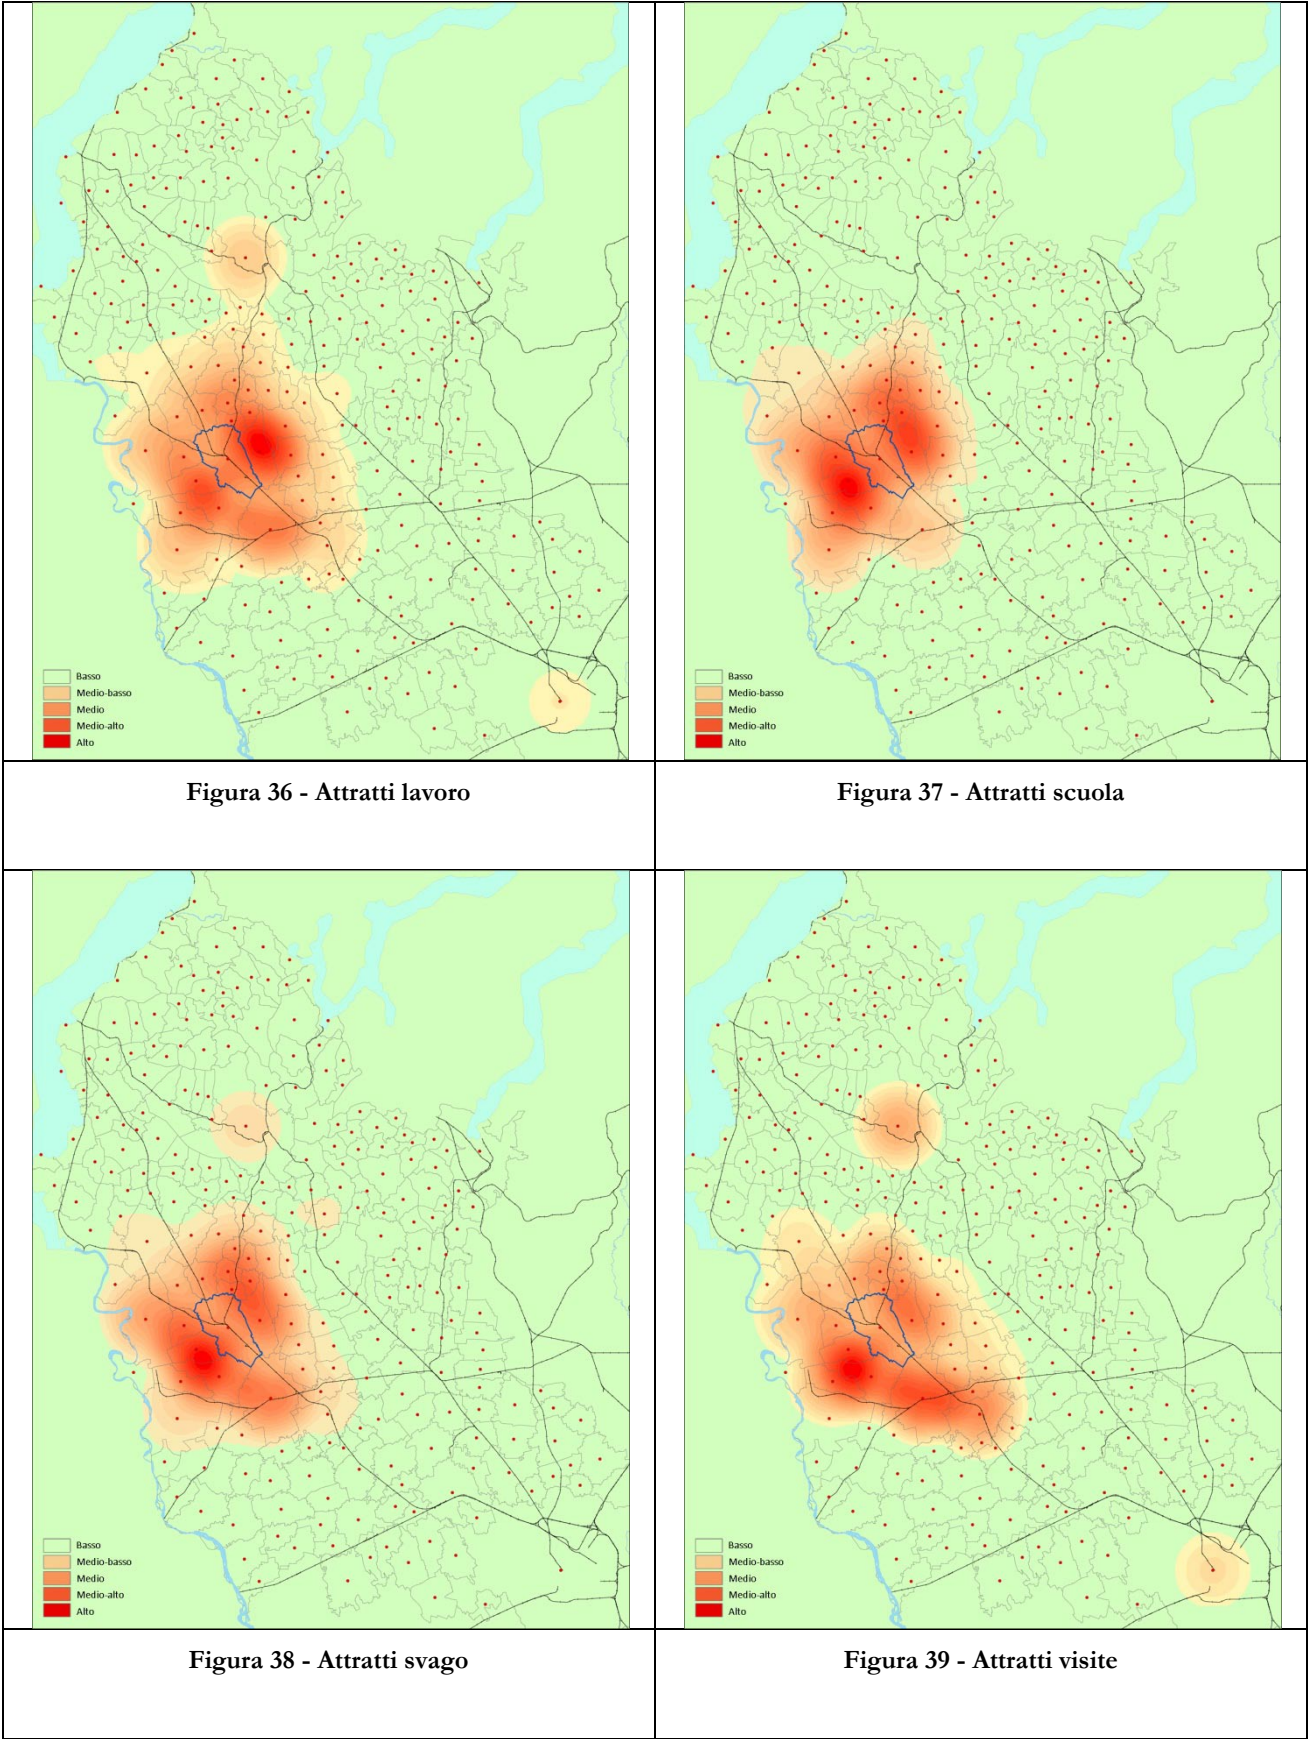 Basso
Medio-basso
Medio
Medio-alto
Alto
Basso
Medio-basso
Medio
Medio-alto
Alto
Figura 36 - Attratti lavoro
Figura 37 - Attratti scuola
Basso
Medio-basso
Medio
Medio-alto
Alto
Basso
Medio-basso
Medio
Medio-alto
Alto
Figura 38 - Attratti svago
Figura 39 - Attratti visite